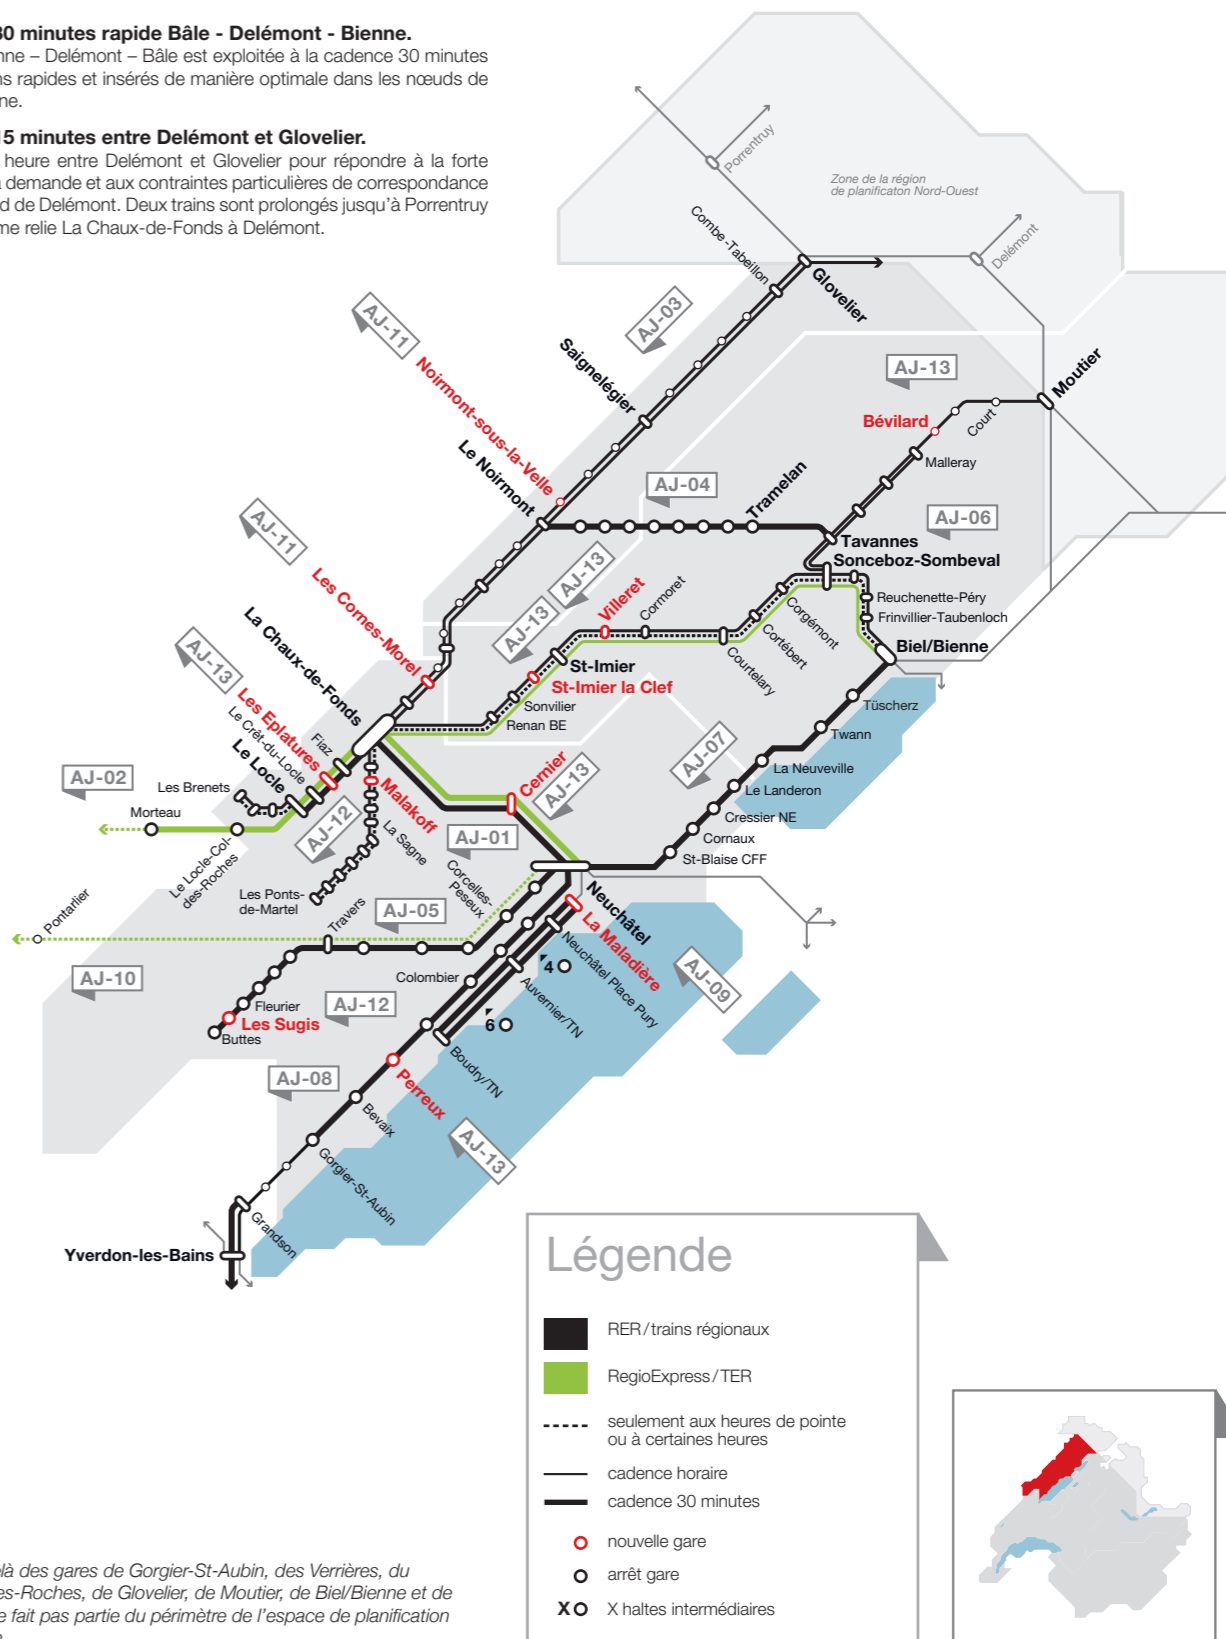 30 minutes rapide Bâle - Delémont - Bienne.
nne – Delémont – Bâle est exploitée à la cadence 30 minutes
ns rapides et insérés de manière optimale dans les nœuds de
ne.
15 minutes entre Delémont et Glovelier.
heure entre Delémont et Glovelier pour répondre à la forte
a demande et aux contraintes particulières de correspondance
d de Delémont. Deux trains sont prolongés jusqu'à Porrentruy
me relie La Chaux-de-Fonds à Delémont.
Porrentruy
Zone de la région
de planificaton Nord-Ouest
Combe-Tabeillon
Delémont
Glovelier
AJ-03
AJ-11
Saignelégier
Noirmont-sous-la-Velle
AJ-13
Moutier
Bévilard
Court
Le Noirmont
Malleray
AJ-04
Tramelan
AJ-06
AJ-11
Tavannes
Sonceboz-Sombeval
AJ-13
Les Cornes-Morel
Villeret
Cormoret
Reuchenette-Péry
Corgémont
Frinvillier-Taubenloch
La Chaux-de-Fonds
AJ-13
Cortébert
Biel/Bienne
AJ-13
Courtelary
St-Imier
St-Imier la Clef
Les Eplatures
Sonvilier
Tüscherz
Le Crêt-du-Locle
Fiaz
Renan BE
Twann
Le Locle
AJ-07
AJ-02
Cernier
La Neuveville
Les Brenets
AJ-13
Le Landeron
Morteau
Malakoff
Cressier NE
AJ-12
AJ-01
Cornaux
La Sagne
St-Blaise CFF
Le Locle-Col-
des-Roches
Corcelles-
Peseux
Les Ponts-
de-Martel
Neuchâtel
Pontarlier
Travers
AJ-05
La Maladière
AJ-10
Colombier
Neuchâtel Place Pury
4
AJ-09
Auvernier/TN
Fleurier
AJ-12
Les Sugis
6
Buttes
Boudry/TN
AJ-08
Perreux
Bevaix
AJ-13
Gorgier-St-Aubin
Grandson
Yverdon-les-Bains
Légende
RER/trains régionaux
RegioExpress/TER
seulement aux heures de pointe
ou à certaines heures
cadence horaire
cadence 30 minutes
nouvelle gare
arrêt gare
X X haltes intermédiaires
elà des gares de Gorgier-St-Aubin, des Verrières, du
es-Roches, de Glovelier, de Moutier, de Biel/Bienne et de
e fait pas partie du périmètre de l'espace de planification